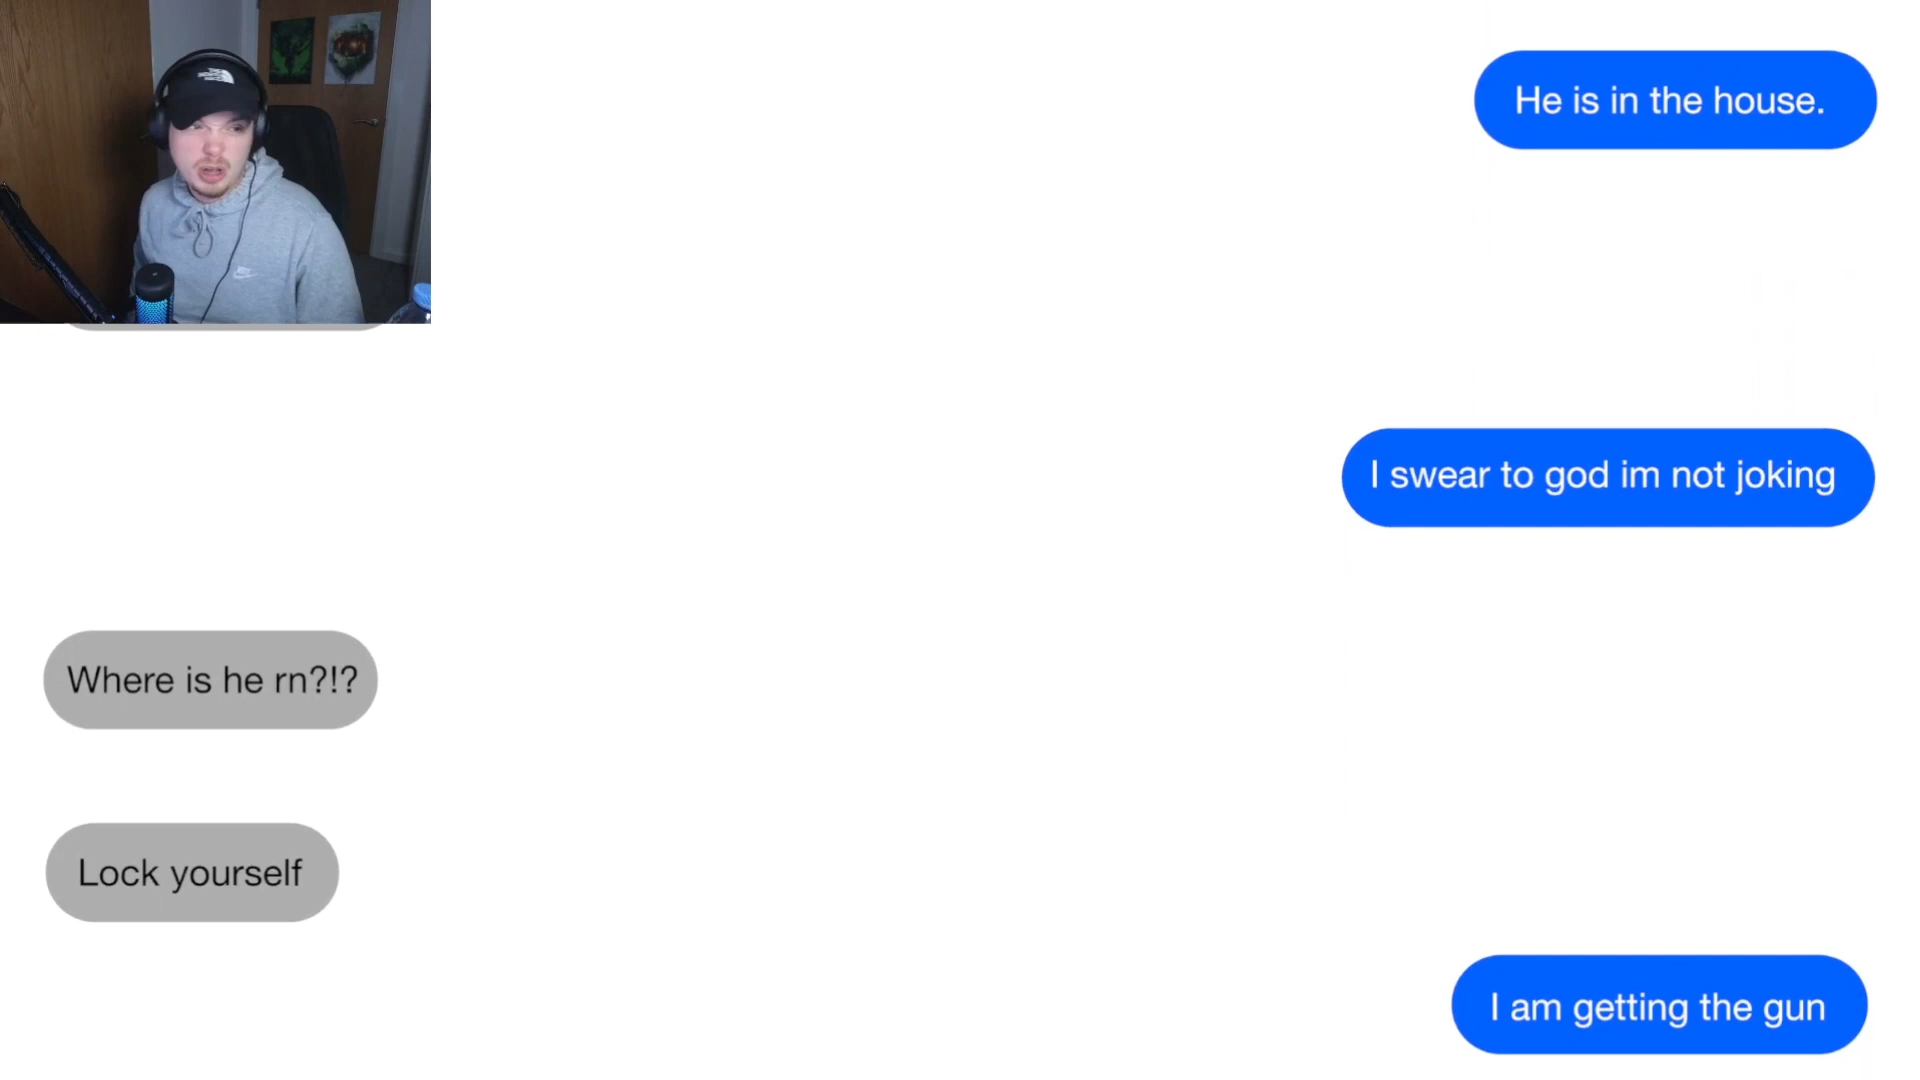 He is in the house.
I swear to god im not joking
Where is he rn?!?
Lock yourself
I am getting the gun